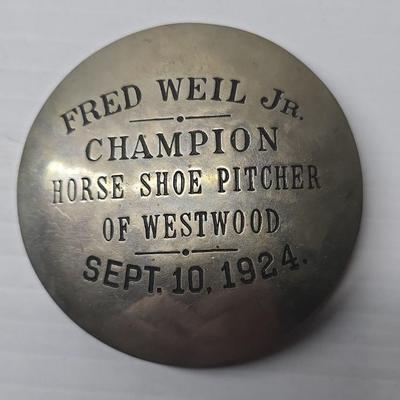 FRED WEIL JR.
CHAMPION
HORSE SHOE PITCHER
OF WESTWOOD
SEPT. 10, 1924.